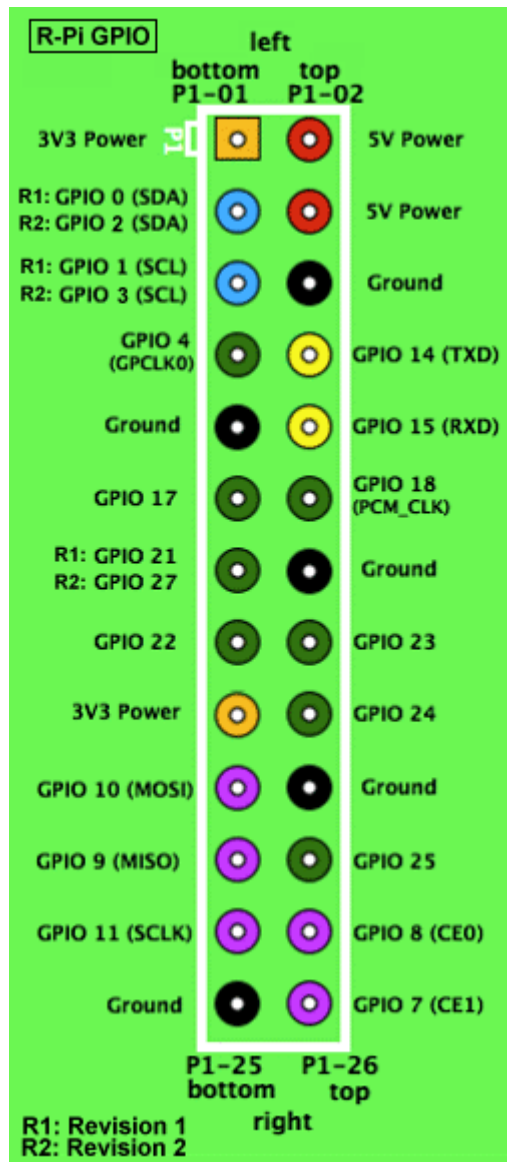 R-Pi GPIO
left
bottom top
P1-01 P1-02
3V3 Power P1 5V Power
R1: GPIO 0 (SDA)
R2: GPIO 2 (SDA)
5V Power
R1: GPIO 1 (SCL)
R2: GPIO 3 (SCL)
Ground
GPIO 4
(GPCLK0)
GPIO 14 (TXD)
Ground GPIO 15 (RXD)
GPIO 17
GPIO 18
(PCM_CLK)
R1: GPIO 21
R2: GPIO 27
Ground
GPIO 22 GPIO 23
3V3 Power GPIO 24
GPIO 10 (MOSI) Ground
GPIO 9 (MISO) GPIO 25
GPIO 11 (SCLK) GPIO 8 (CE0)
Ground GPIO 7 (CE1)
P1-25 P1-26
bottom top
right
R1: Revision 1
R2: Revision 2